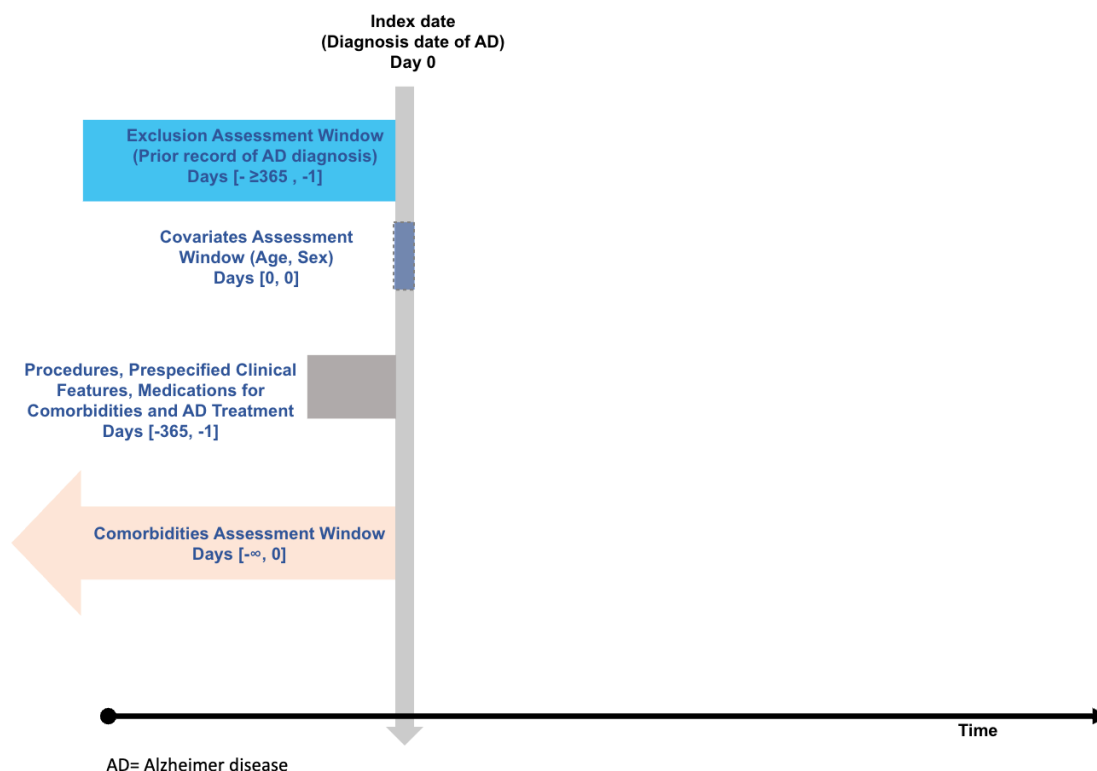 Index date
(Diagnosis date of AD)
Day 0
Exclusion Assessment Window
(Prior record of AD diagnosis)
Days [- ≥365 , -1]
Covariates Assessment
Window (Age, Sex)
Days [0, 0]
Procedures, Prespecified Clinical
Features, Medications for
Comorbidities and AD Treatment
Days [-365, -1]
Comorbidities Assessment Window
Days [-∞, 0]
Time
AD= Alzheimer disease